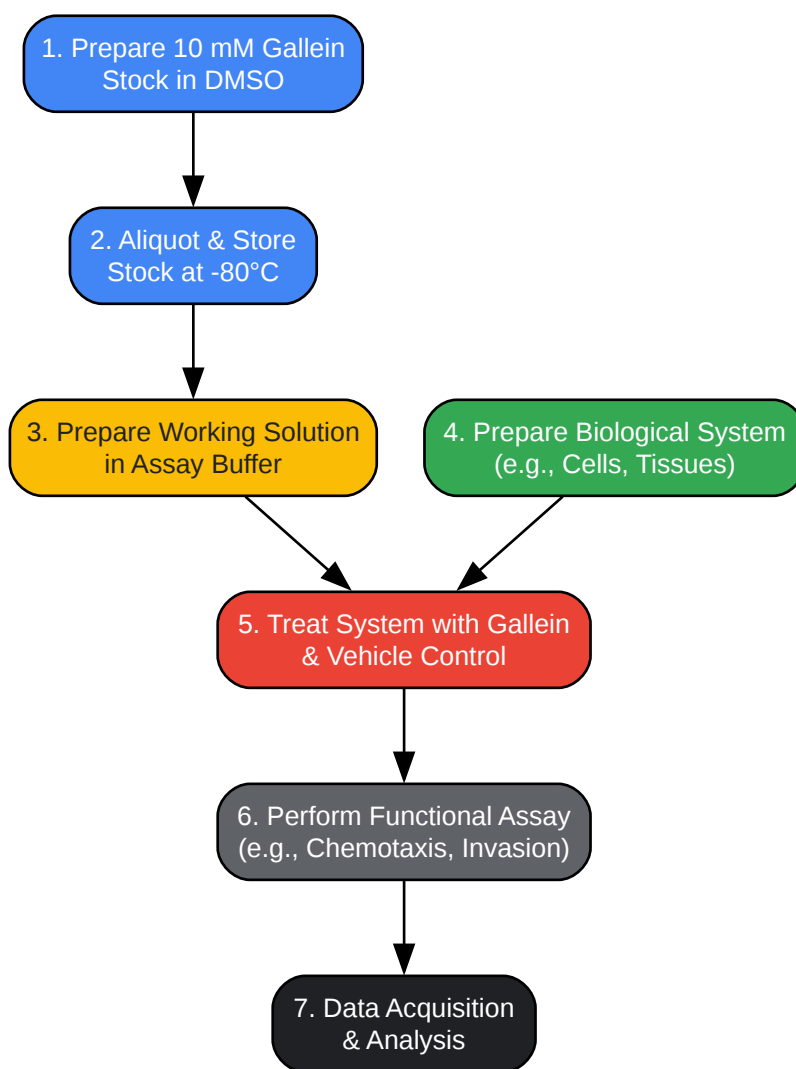 1. Prepare 10 mM Gallein
Stock in DMSO
2. Aliquot & Store
Stock at -80°C
3. Prepare Working Solution
in Assay Buffer
4. Prepare Biological System
(e.g., Cells, Tissues)
5. Treat System with Gallein
& Vehicle Control
6. Perform Functional Assay
(e.g., Chemotaxis, Invasion)
7. Data Acquisition
& Analysis